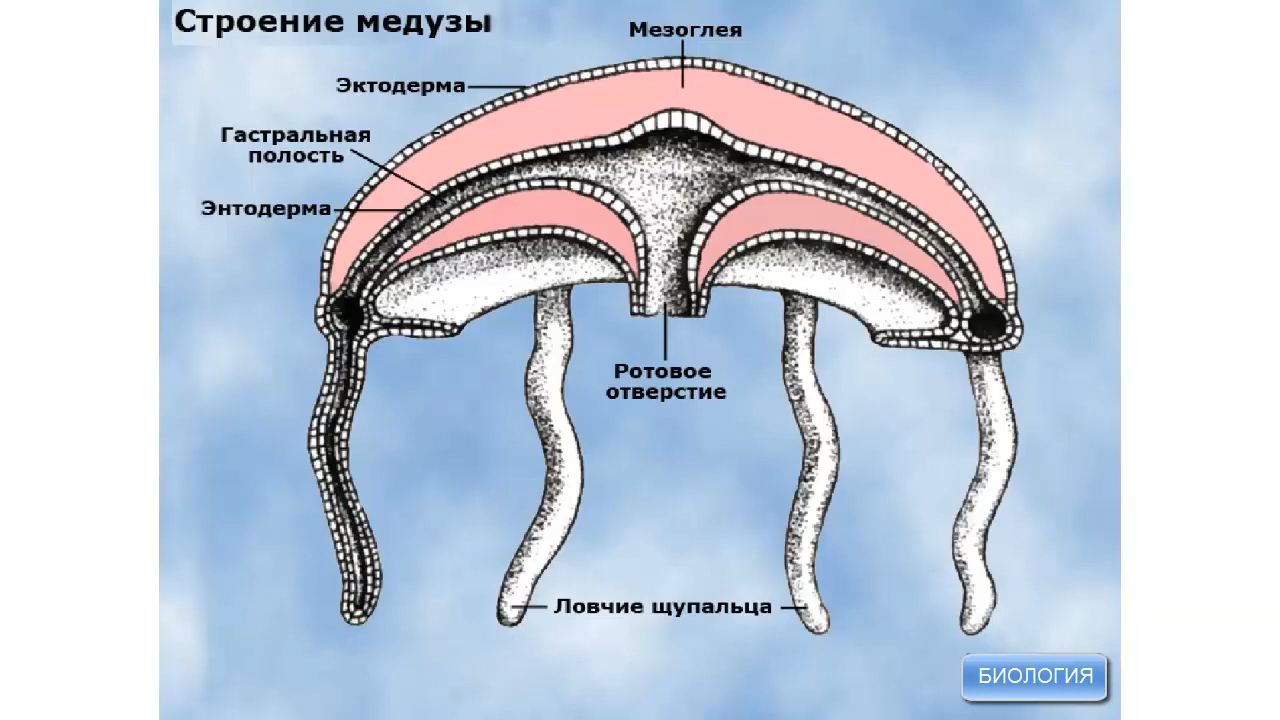 Строение медузы
Мезоглея
Эктодерма
Гастральная
полость
Энтодерма
Ротовое
отверстие
Ловчие щупальца
БИОЛОГИЯ